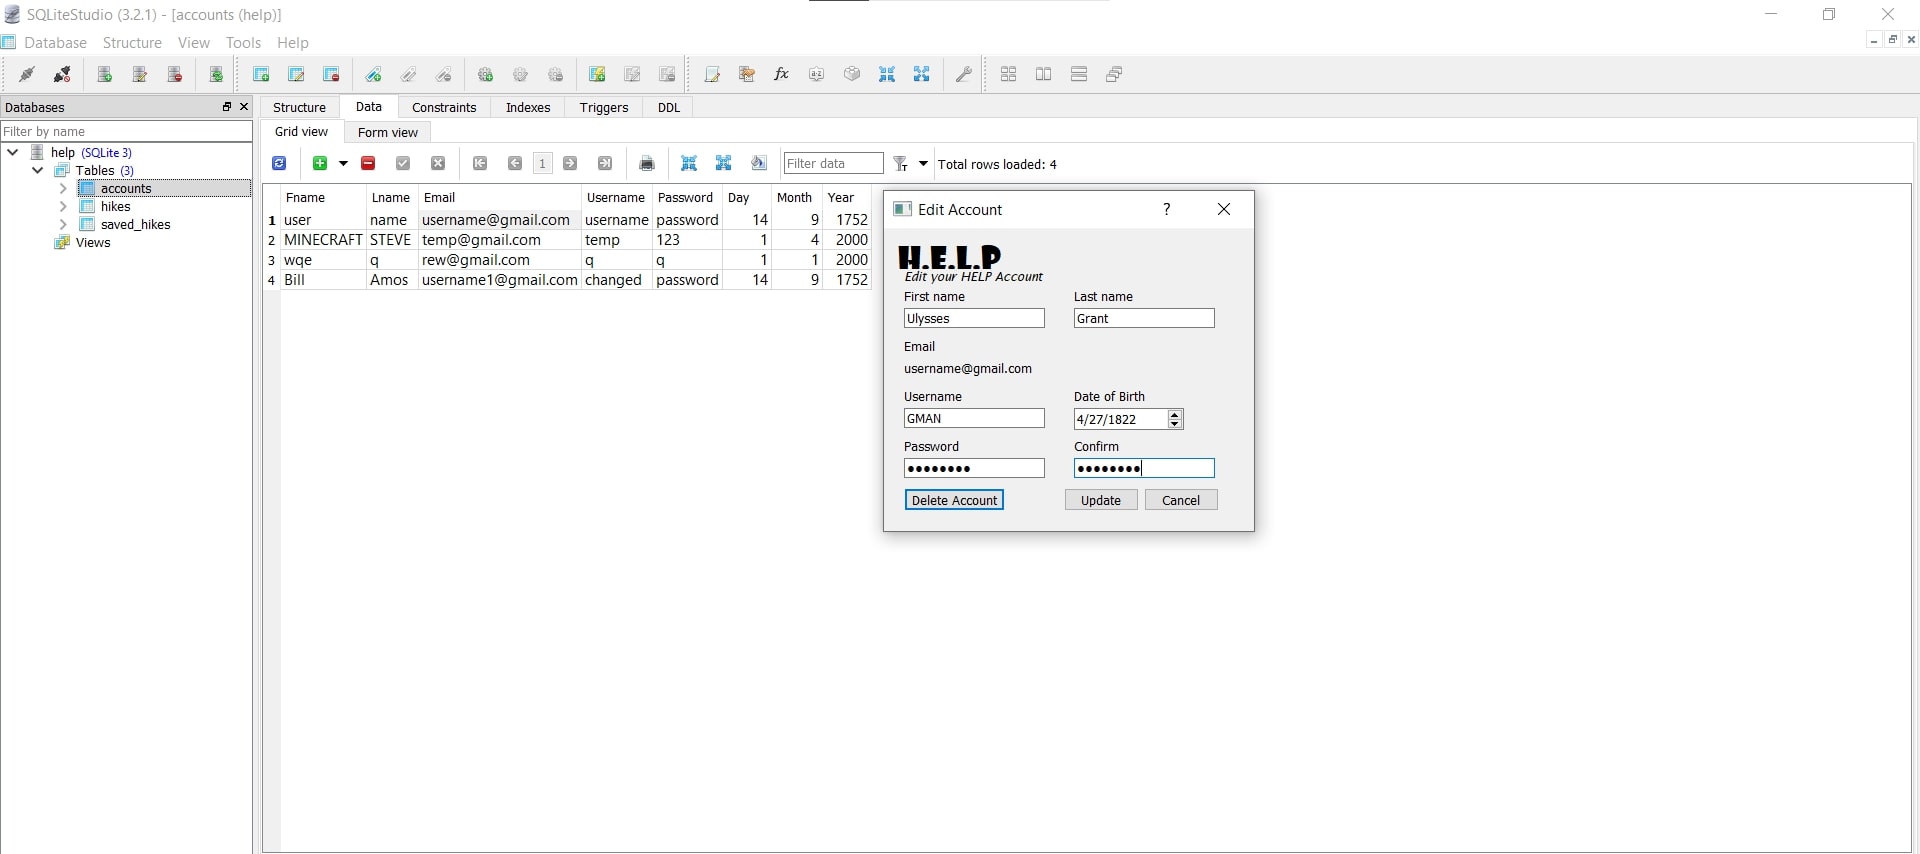 SQLiteStudio (3.2.1) - [accounts (help)]
Database Structure View Tools Help
Databases
Filter by name
help (SQLite 3)
Tables (3)
accounts
hikes
saved_hikes
Views
Structure Data Constraints Indexes Triggers DDL
Grid view Form view
1 Filter data Total rows loaded: 4
Fname Lname Email Username Password Day Month Year
1 user name username@gmail.com username password 14 9 1752
2 MINECRAFT STEVE temp@gmail.com temp 123 1 4 2000
3 wqe q rew@gmail.com q q 1 1 2000
4 Bill Amos username1@gmail.com changed password 14 9 1752
Edit Account ?
H.E.L.P
Edit your HELP Account
First name Last name
Ulysses Grant
Email
username@gmail.com
Username Date of Birth
GMAN 4/27/1822
Password Confirm
●●●●●●●● ●●●●●●●●
Delete Account Update Cancel